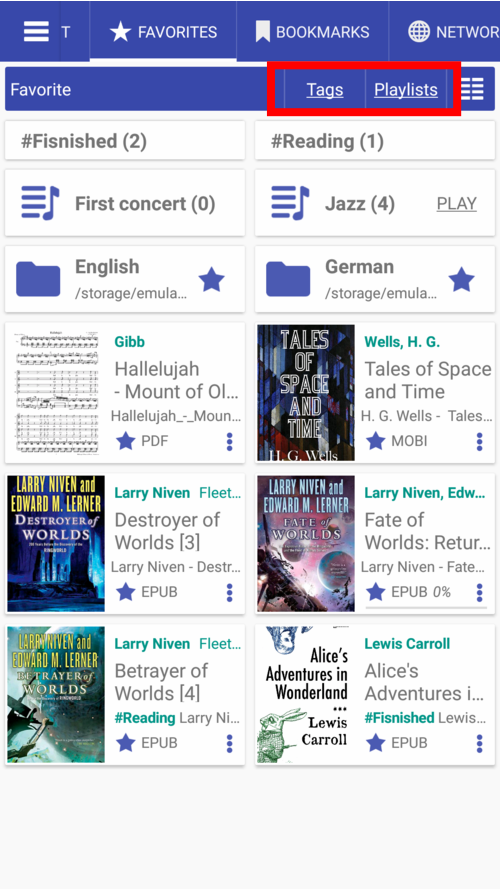 T
FAVORITES
BOOKMARKS
NETWOR
Favorite
Tags
Playlists
#Fisnished (2)
#Reading (1)
First concert (0)
Jazz (4)
PLAY
English
/storage/emula...
German
/storage/emula...
Gibb
Hallelujah
- Mount of Ol...
Hallelujah_-_Moun...
PDF
TALES
OF
SPACE
AND
TIME
H. G. Wells
Wells, H. G.
Tales of Space
and Time
H. G. Wells - Tales...
MOBI
LARRY NIVEN and
EDWARD M. LERNER
DESTROYER of
WORLDS
Larry Niven Fleet...
Destroyer of
Worlds [3]
Larry Niven - Destr...
EPUB
LARRY NIVEN and
EDWARD M. LERNER
FATE of
WORLDS
Larry Niven, Edw...
Fate of
Worlds: Retur...
Larry Niven - Fate...
EPUB 0%
LARRY NIVEN and
EDWARD M. LERNER
BETRAYER of
WORLDS
Larry Niven Fleet...
Betrayer of
Worlds [4]
#Reading Larry Ni...
EPUB
Alice's
Adventures in
Wonderland
...
Lewis
Carroll
Lewis Carroll
Alice's
Adventures i...
#Fisnished Lewis...
EPUB